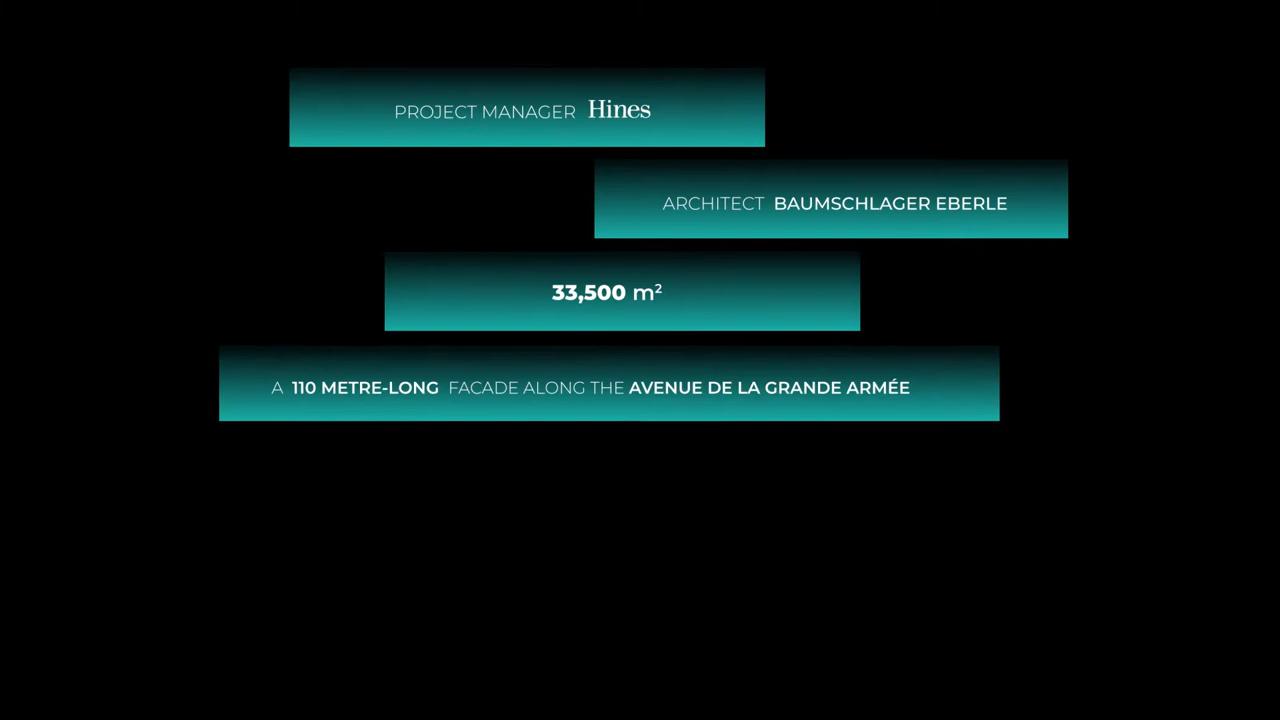 PROJECT MANAGER Hines
ARCHITECT BAUMSCHLAGER EBERLE
33,500 m²
A 110 METRE-LONG FACADE ALONG THE AVENUE DE LA GRANDE ARMÉE